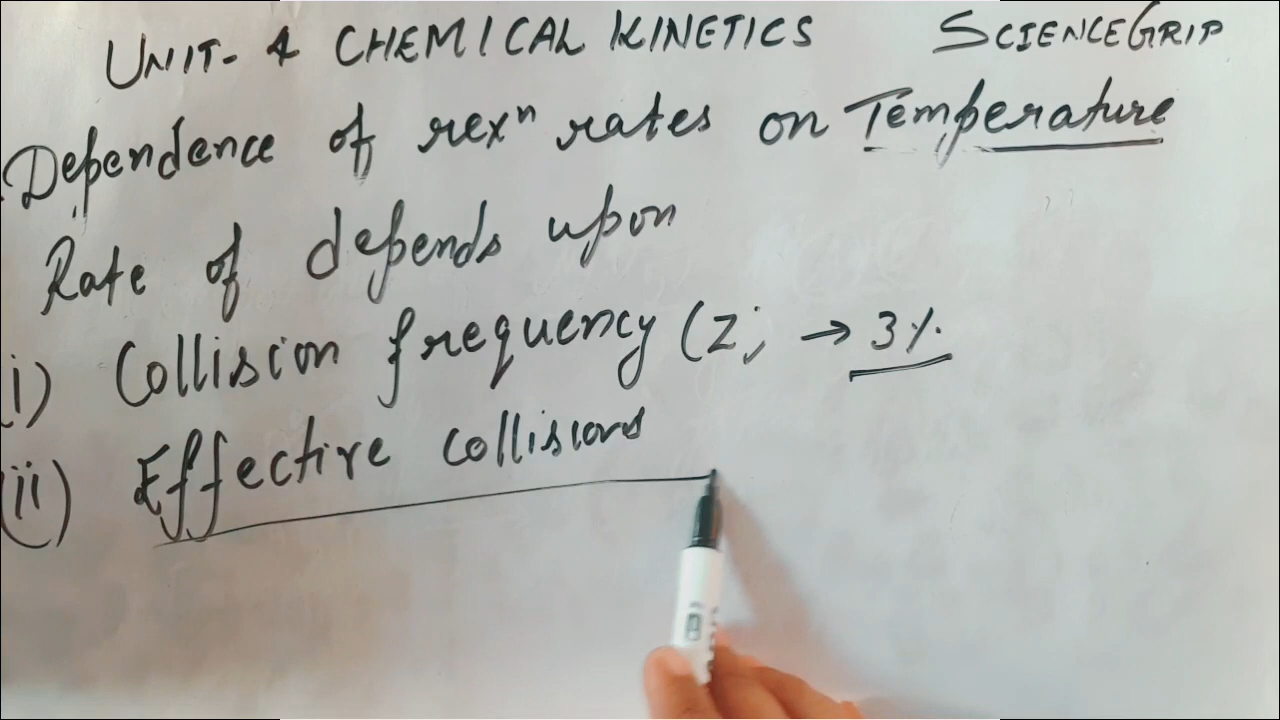 UNIT- 4 CHEMICAL KINETICS SCIENCEGRIP
Dependence of rexⁿ rates on Temperature
Rate of depends upon
(i) Collision frequency (Z) → 3%.
(ii) Effective collisions